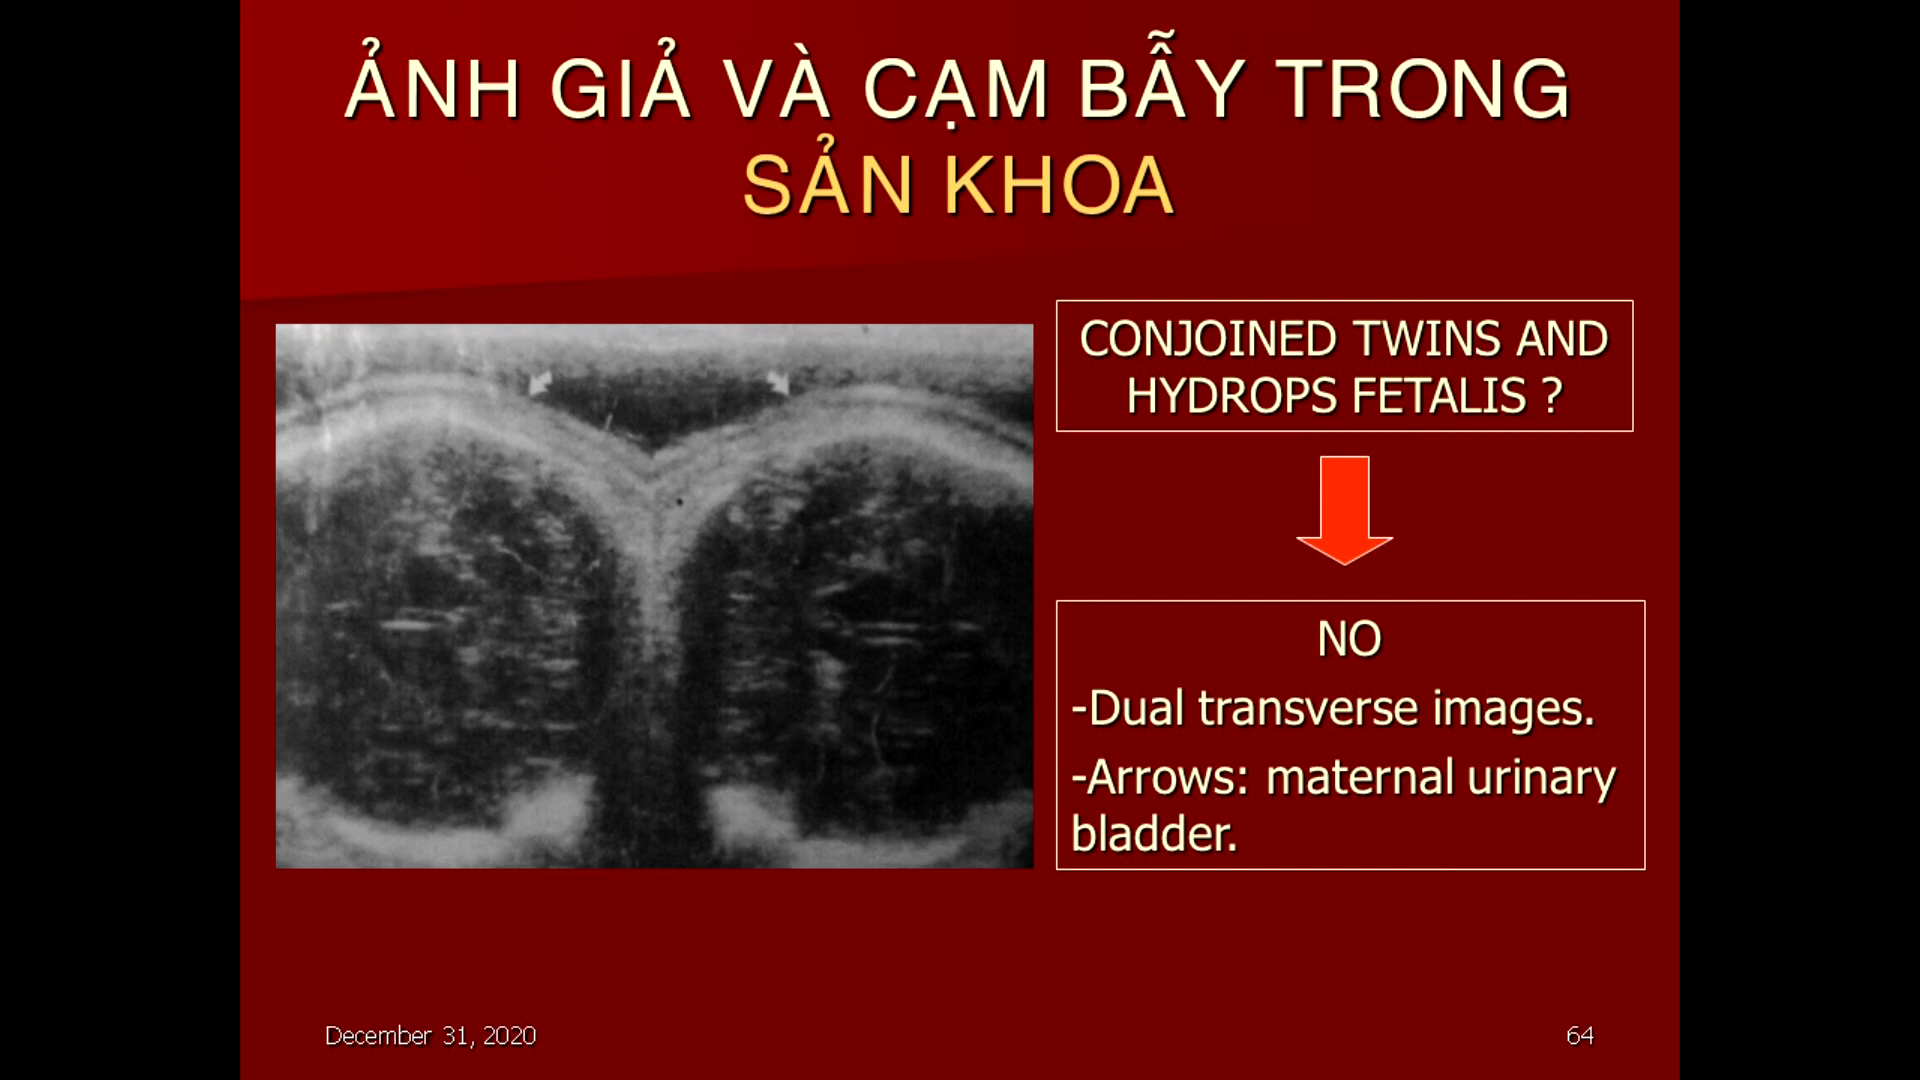 ẢNH GIẢ VÀ CẠM BẪY TRONG
SẢN KHOA
CONJOINED TWINS AND
HYDROPS FETALIS ?
NO
-Dual transverse images.
-Arrows: maternal urinary
bladder.
December 31, 2020
64